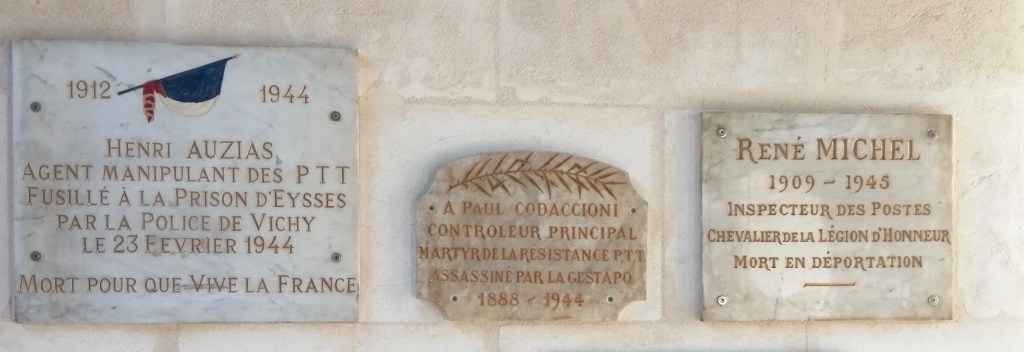 1912 1944
HENRI AUZIAS
AGENT MANIPULANT DES PTT
FUSILLÉ À LA PRISON D'EYSSES
PAR LA POLICE DE VICHY
LE 23 FEVRIER 1944
MORT POUR QUE VIVE LA FRANCE
A PAUL CODACCIONI
CONTROLEUR PRINCIPAL
MARTYR DE LA RESISTANCE PTT
ASSASSINÉ PAR LA GESTAPO
1888 - 1944
RENÉ MICHEL
1909 - 1945
INSPECTEUR DES POSTES
CHEVALIER DE LA LÉGION D'HONNEUR
MORT EN DÉPORTATION